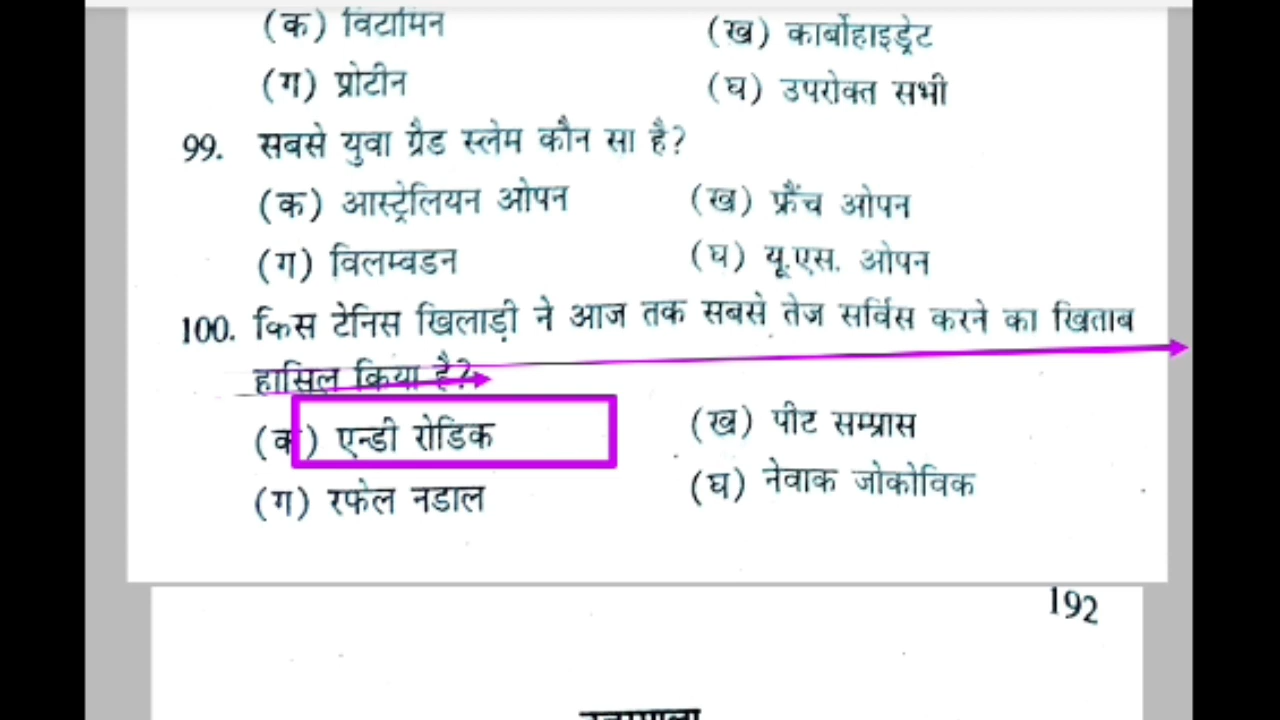 (क) विटामिन (ख) कार्बोहाइड्रेट
(ग) प्रोटीन (घ) उपरोक्त सभी
99. सबसे युवा ग्रैड स्लेम कौन सा है?
(क) आस्ट्रेलियन ओपन (ख) फ्रैंच ओपन
(ग) विलम्बडन (घ) यू.एस. ओपन
100. किस टेनिस खिलाड़ी ने आज तक सबसे तेज सर्विस करने का खिताब
हासिल किया है?
(क) एन्डी रोडिक (ख) पीट सम्प्रास
(ग) रफेल नडाल (घ) नेवाक जोकोविक
192